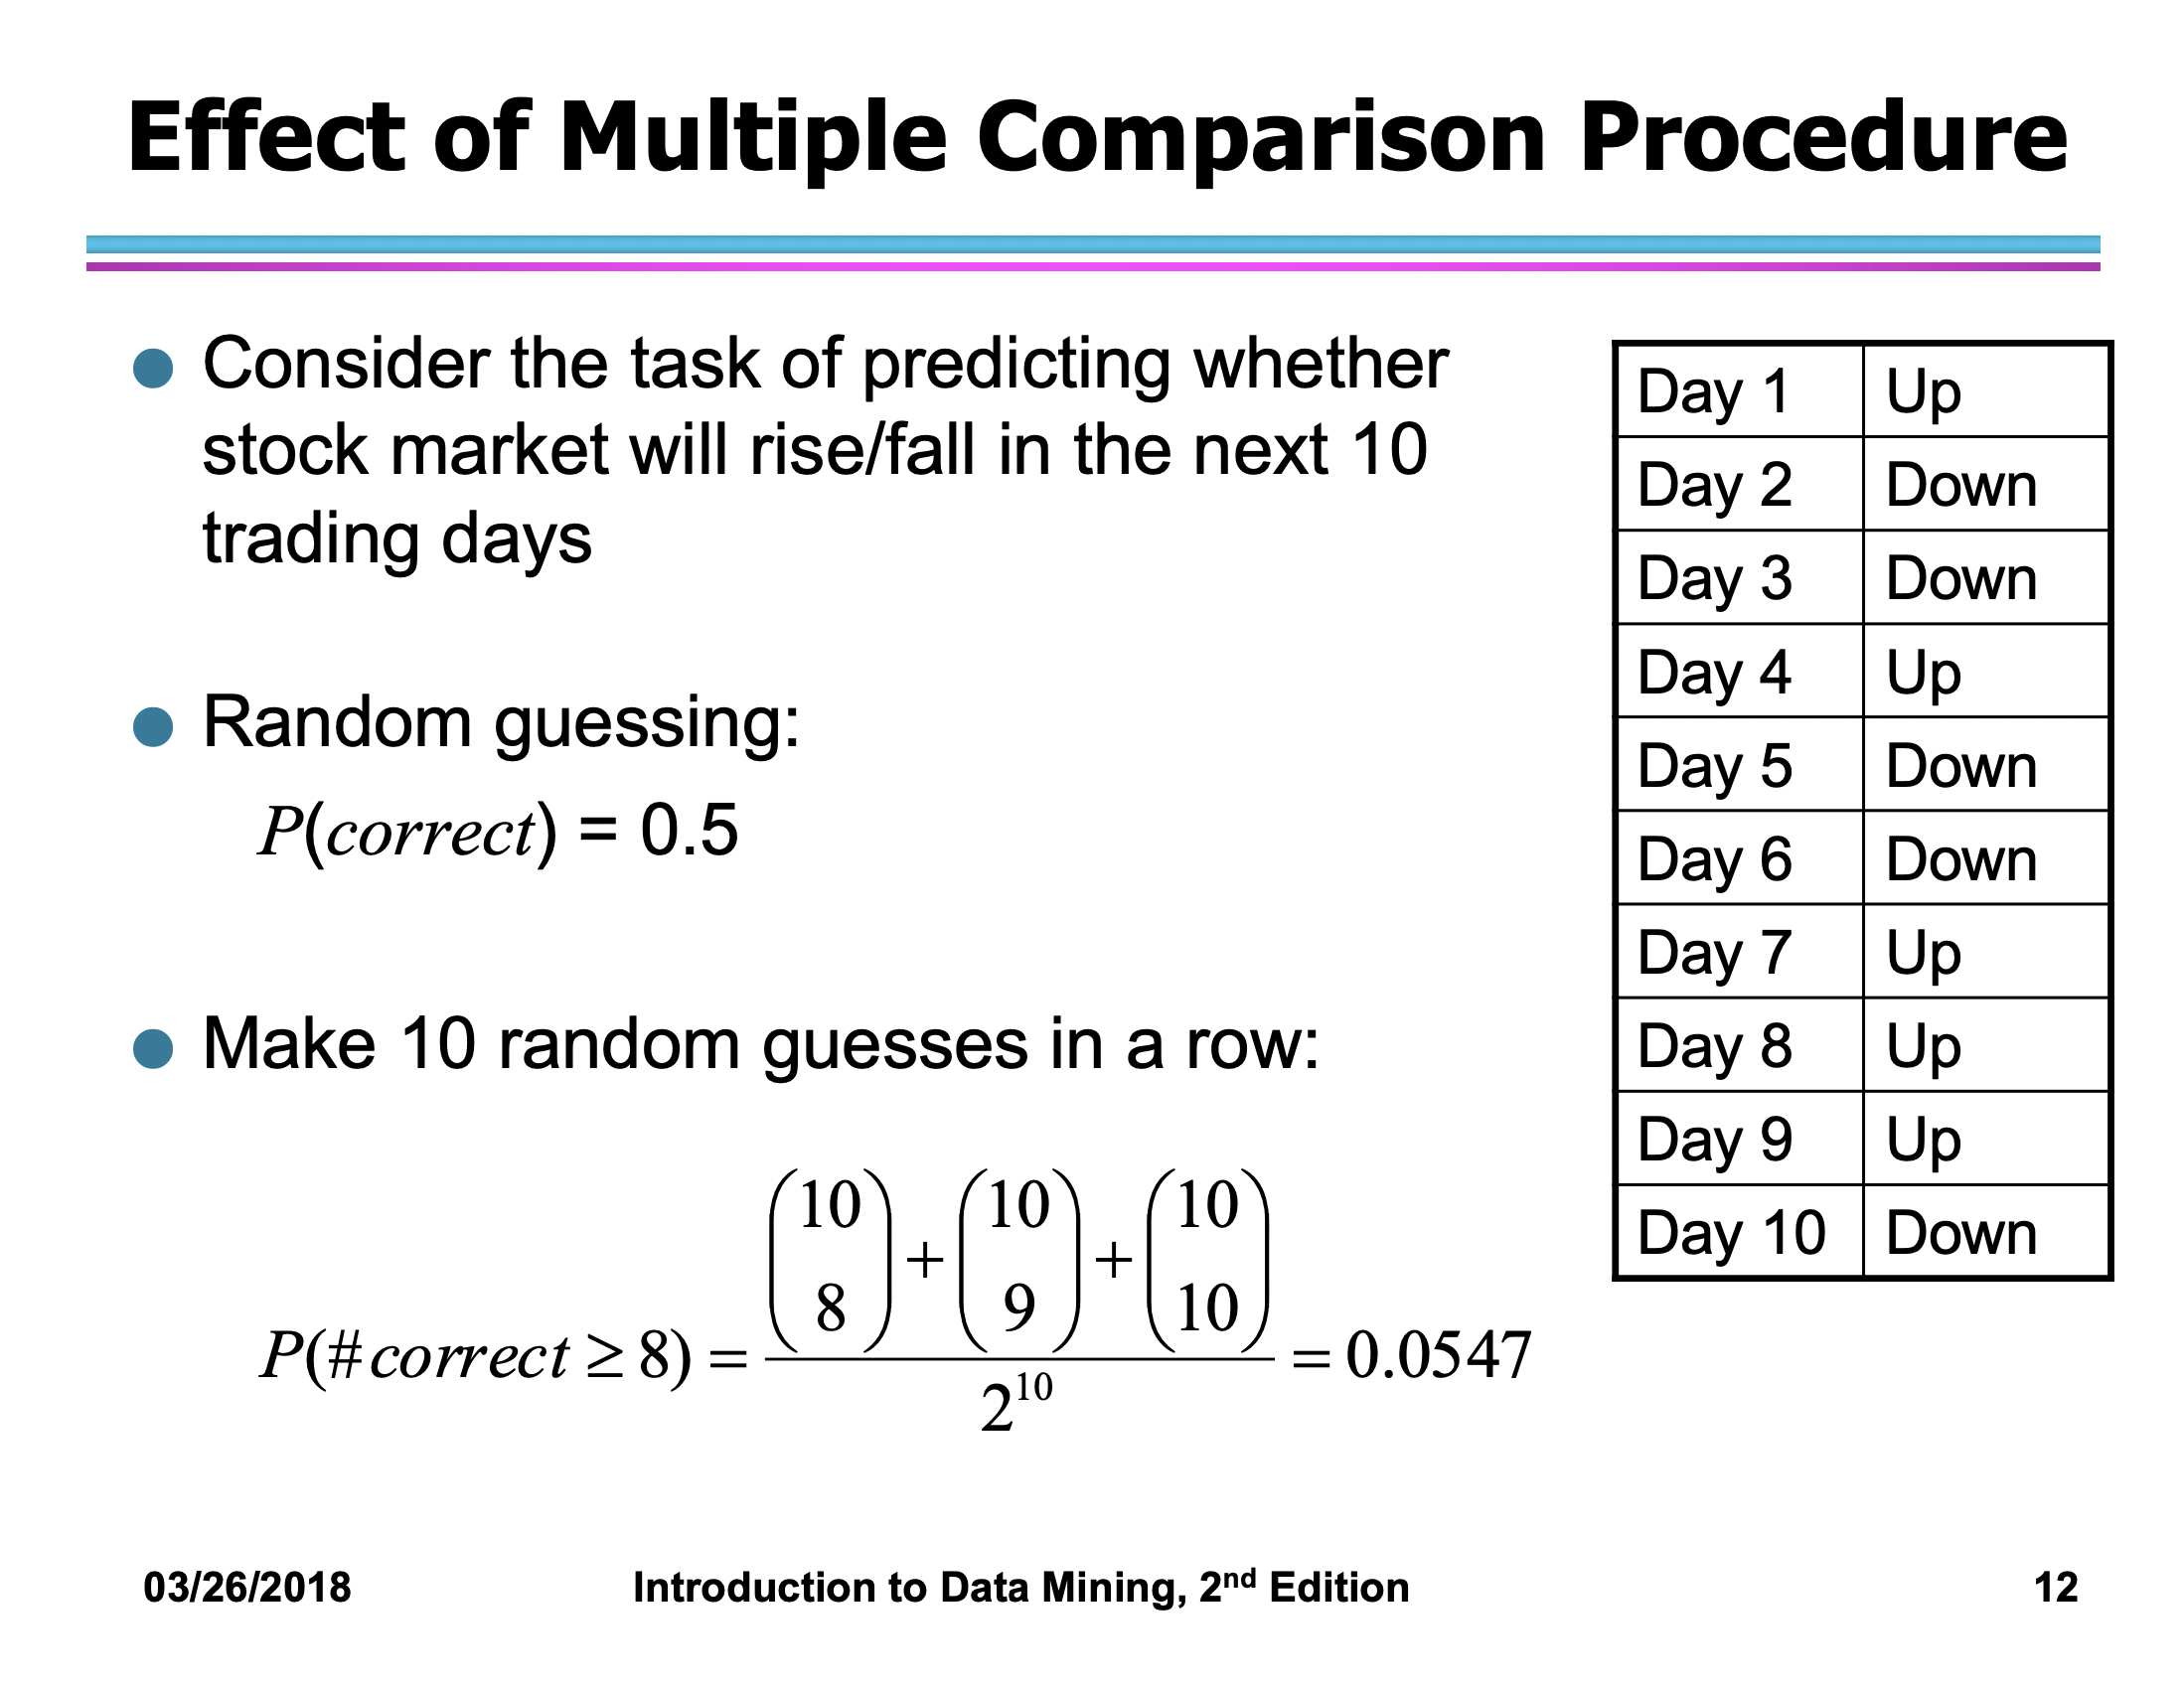 Effect of Multiple Comparison Procedure
Consider the task of predicting whether
stock market will rise/fall in the next 10
trading days
Random guessing:
P(correct) = 0.5
Make 10 random guesses in a row:
P(#correct ≥ 8) = \frac{\binom{10}{8} + \binom{10}{9} + \binom{10}{10}}{2^{10}} = 0.0547
Day 1 Up
Day 2 Down
Day 3 Down
Day 4 Up
Day 5 Down
Day 6 Down
Day 7 Up
Day 8 Up
Day 9 Up
Day 10 Down
03/26/2018 Introduction to Data Mining, 2nd Edition 12